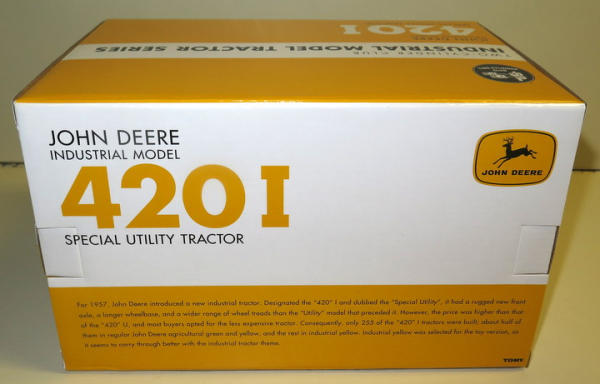 420 I
JOHN DEERE
INDUSTRIAL MODEL TRACTOR SERIES
TWO-CYLINDER CLUB
JOHN DEERE
INDUSTRIAL MODEL
420 I
SPECIAL UTILITY TRACTOR
JOHN DEERE
For 1957, John Deere introduced a new industrial tractor. Designated the "420" I and dubbed the "Special Utility", it had a rugged new front
axle, a longer wheelbase, and a wider range of wheel treads than the "Utility" model that preceded it. However, the price was higher than that
of the "420" U, and most buyers opted for the less expensive tractor. Consequently, only 255 of the "420" I tractors were built; about half of
them in regular John Deere agricultural green and yellow, and the rest in industrial yellow. Industrial yellow was selected for the toy version, as
it seems to carry through better with the industrial tractor theme.
TOMY